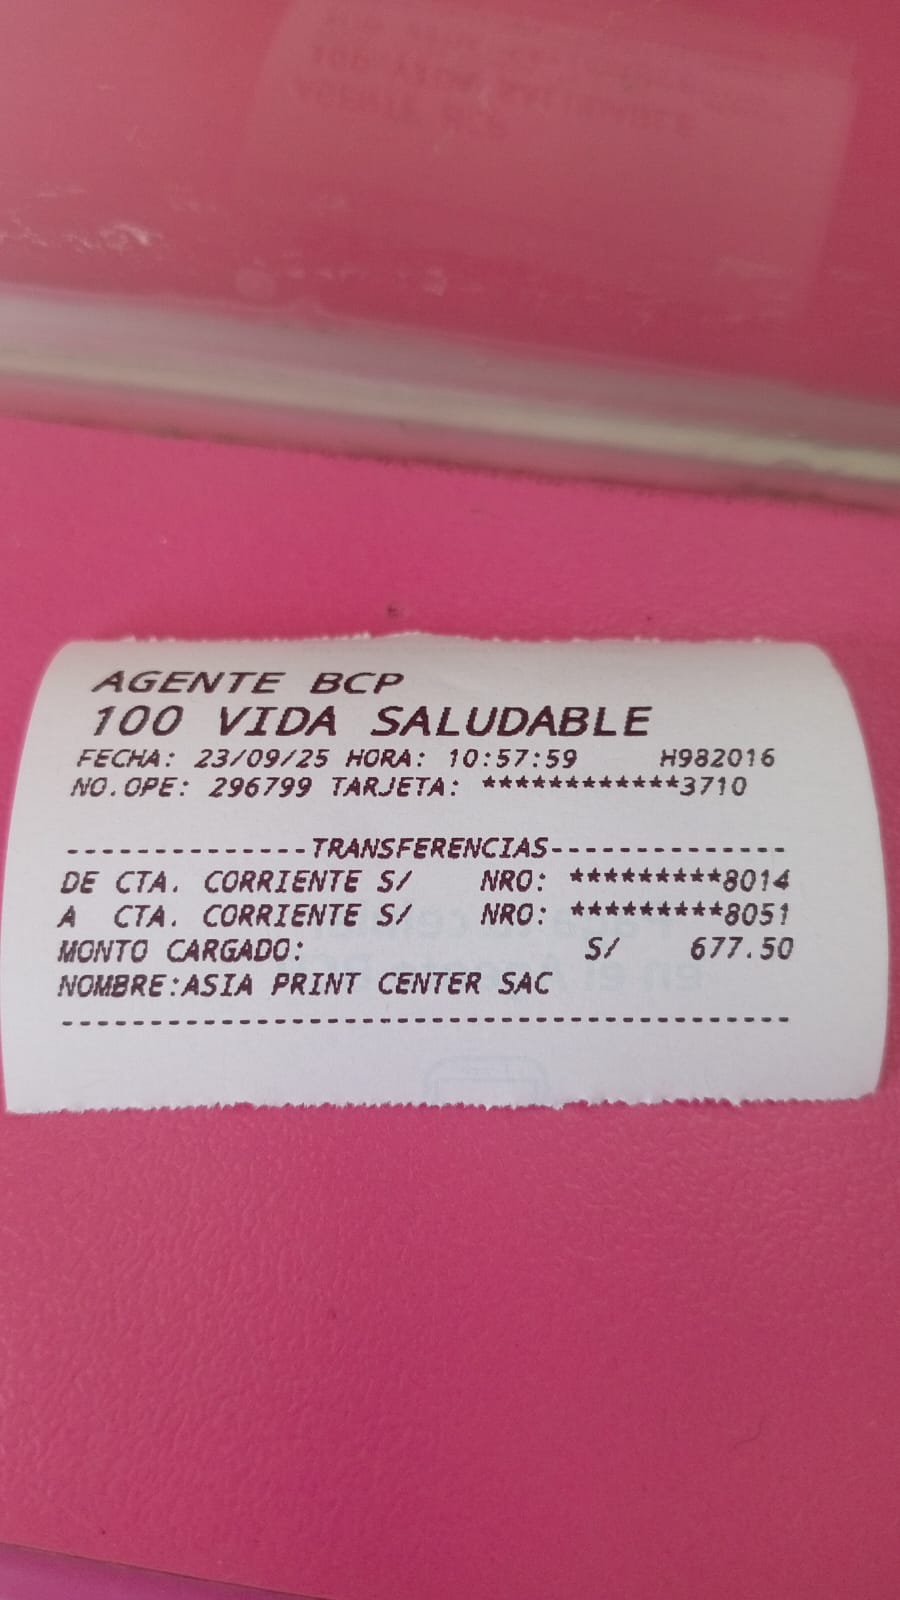 AGENTE BCP
100 VIDA SALUDABLE
FECHA: 23/09/25 HORA: 10:57:59 H982016
NO.OPE: 296799 TARJETA: ************3710
--------------TRANSFERENCIAS--------------
DE CTA. CORRIENTE S/ NRO: *********8014
A CTA. CORRIENTE S/ NRO: *********8051
MONTO CARGADO: S/ 677.50
NOMBRE:ASIA PRINT CENTER SAC
-------------------------------------------